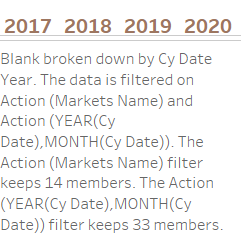 2017 2018 2019 2020
Blank broken down by Cy Date
Year. The data is filtered on
Action (Markets Name) and
Action (YEAR(Cy
Date),MONTH(Cy Date)). The
Action (Markets Name) filter
keeps 14 members. The Action
(YEAR(Cy Date),MONTH(Cy
Date)) filter keeps 33 members.